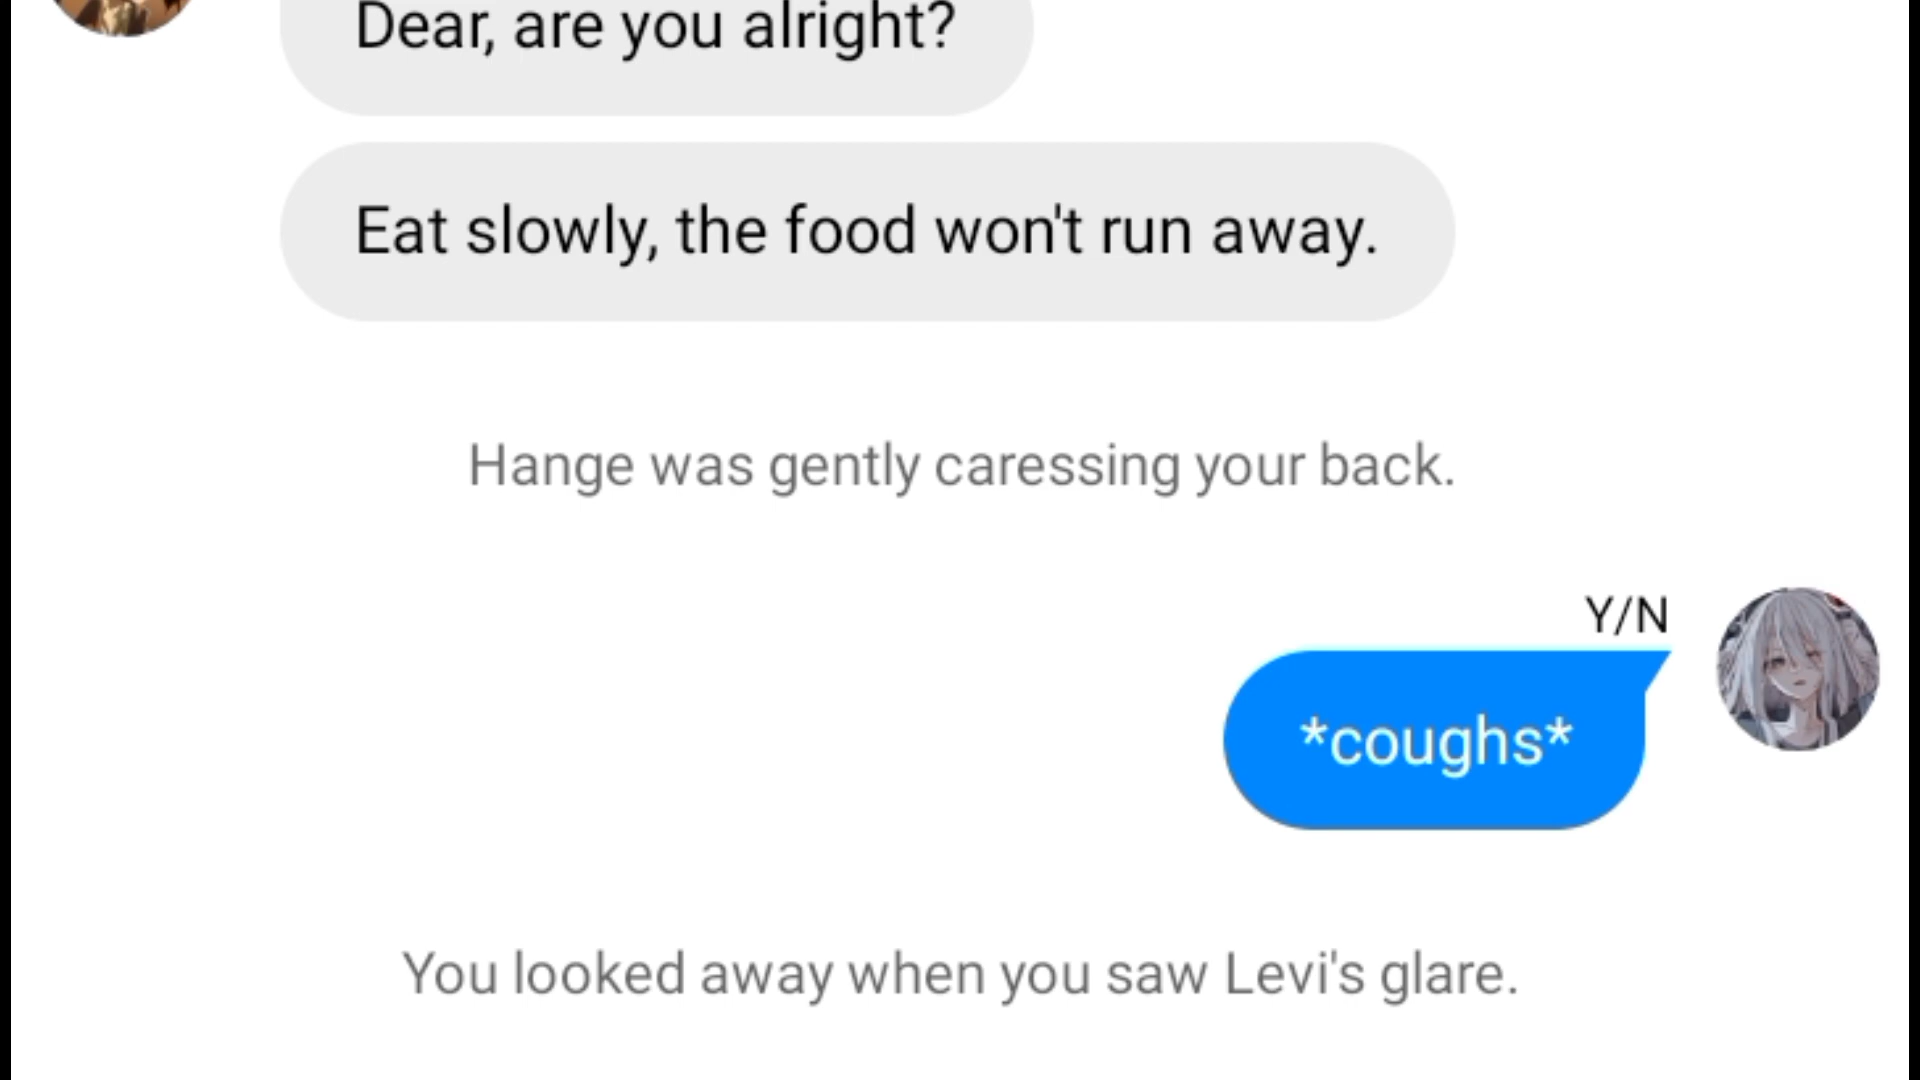 Dear, are you alright?
Eat slowly, the food won't run away.
Hange was gently caressing your back.
Y/N
*coughs*
You looked away when you saw Levi's glare.